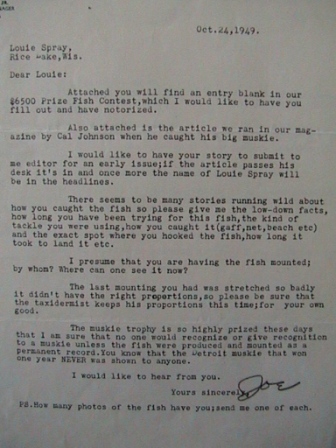 Oct.24,1949.
Louie Spray,
Rice Lake,Wis.
Dear Louie:
Attached you will find an entry blank in our
$6500 Prize Fish Contest,which I would like to have you
fill out and have notorized.
Also attached is the article we ran in our mag-
azine by Cal Johnson when he caught his big muskie.
I would like to have your story to submit to
me editor for an early issue;if the article passes his
desk it's in and once more the name of Louie Spray will
be in the headlines.
There seems to be many stories running wild about
how you caught the fish so please give me the low-down facts,
how long you have been trying for this fish,the kind of
tackle you were using,how you caught it(gaff,net,beach etc)
and the exact spot where you hooked the fish,how long it
took to land it etc.
I presume that you are having the fish mounted;
by whom? Where can one see it now?
The last mounting you had was stretched so badly
it didn't have the right proportions,so please be sure that
the taxidermist keeps his proportions this time;for your own
good.
The muskie trophy is so highly prized these days
that I am sure that no one would recognize or give recognition
to a muskie unless the fish were produced and mounted as a
permanent record.You know that the Detroit muskie that won
one year NEVER was shown to anyone.
I would like to hear from you.
Yours sincerely, Joe
PS.How many photos of the fish have you;send me one of each.